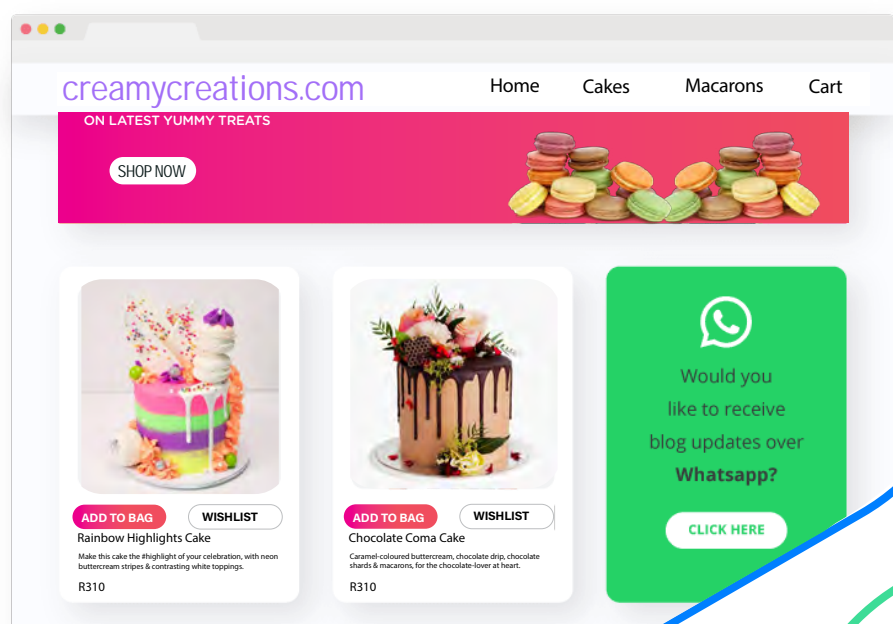 creamycreations.com
Home Cakes Macarons Cart
ON LATEST YUMMY TREATS
SHOP NOW
ADD TO BAG WISHLIST
Rainbow Highlights Cake
Make this cake the #highlight of your celebration, with neon
buttercream stripes & contrasting white toppings.
R310
ADD TO BAG WISHLIST
Chocolate Coma Cake
Caramel-coloured buttercream, chocolate drip, chocolate
shards & macarons, for the chocolate-lover at heart.
R310
Would you
like to receive
blog updates over
Whatsapp?
CLICK HERE